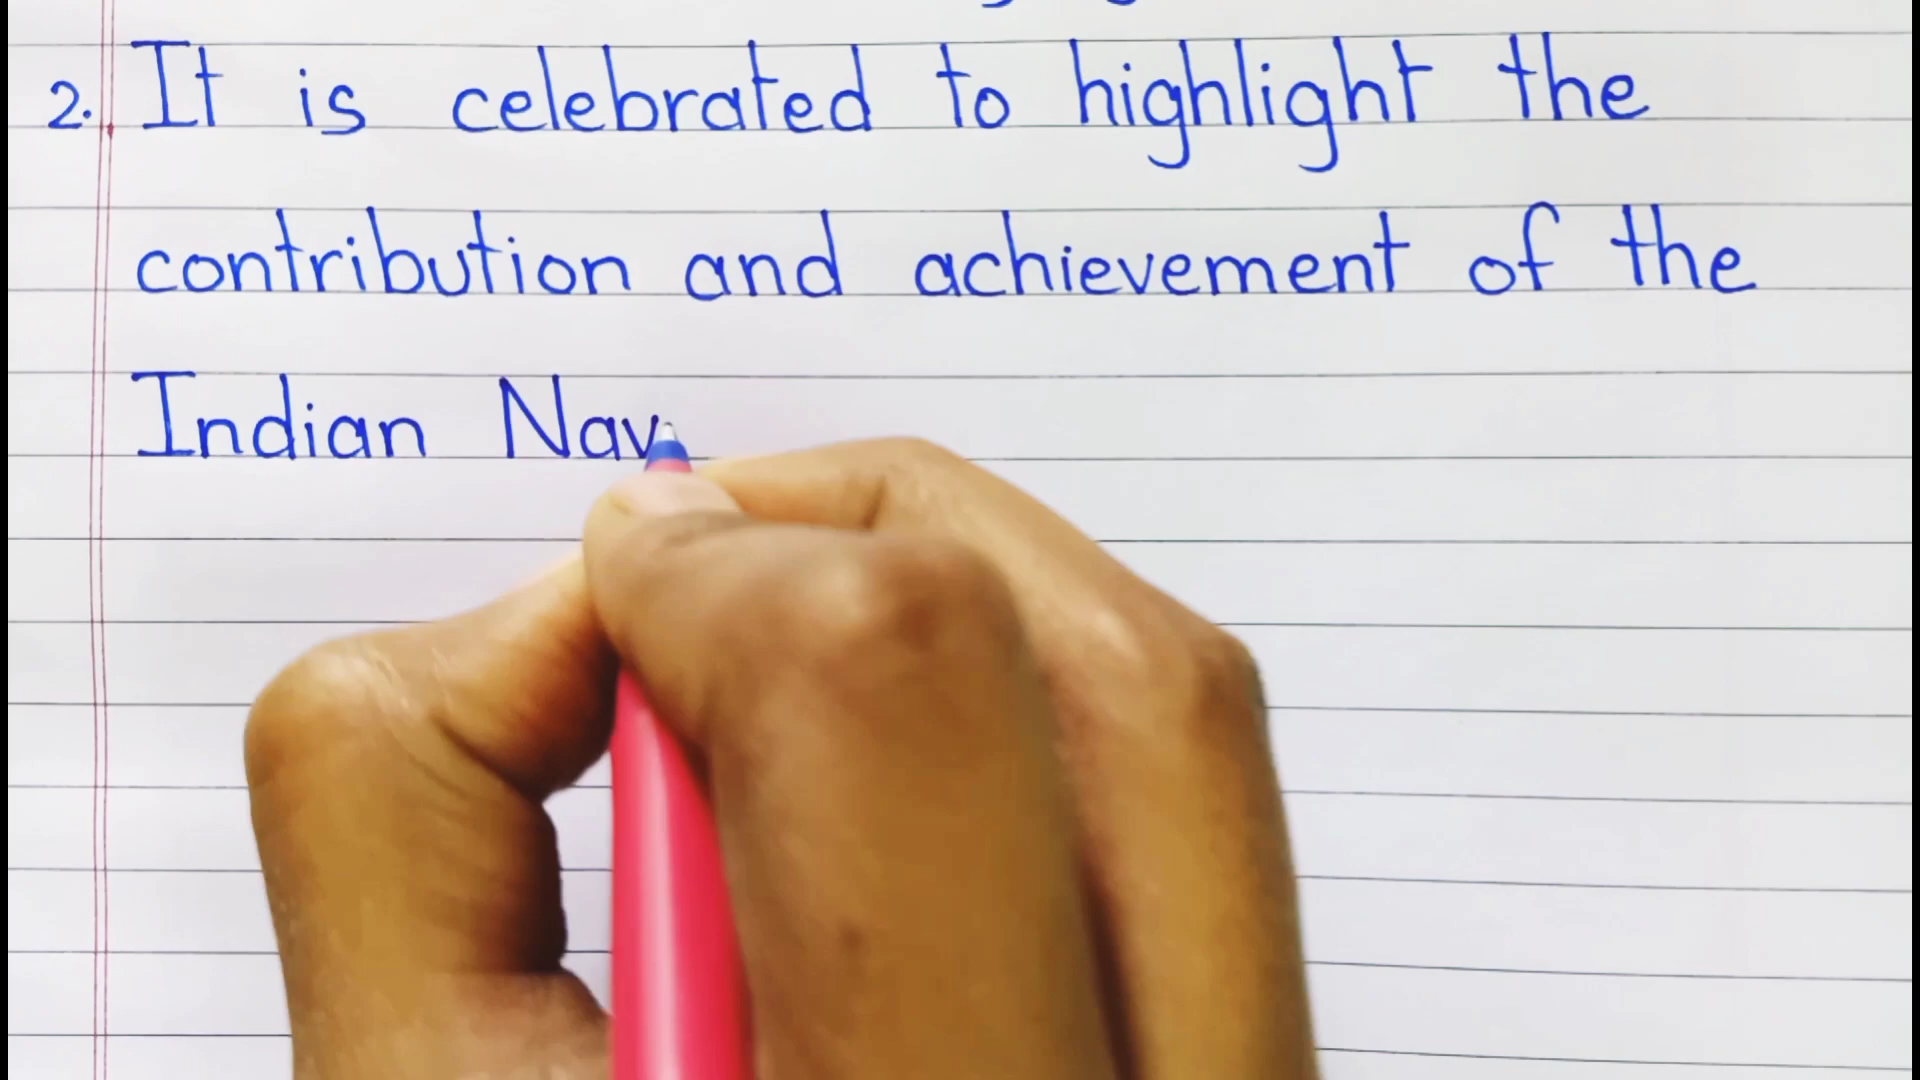 2. It is celebrated to highlight the
contribution and achievement of the
Indian Nav